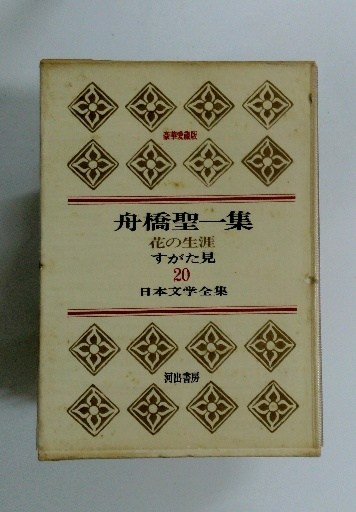 豪華愛蔵版
舟橋聖一集
花の生涯
すがた見
20
日本文学全集
河出書房